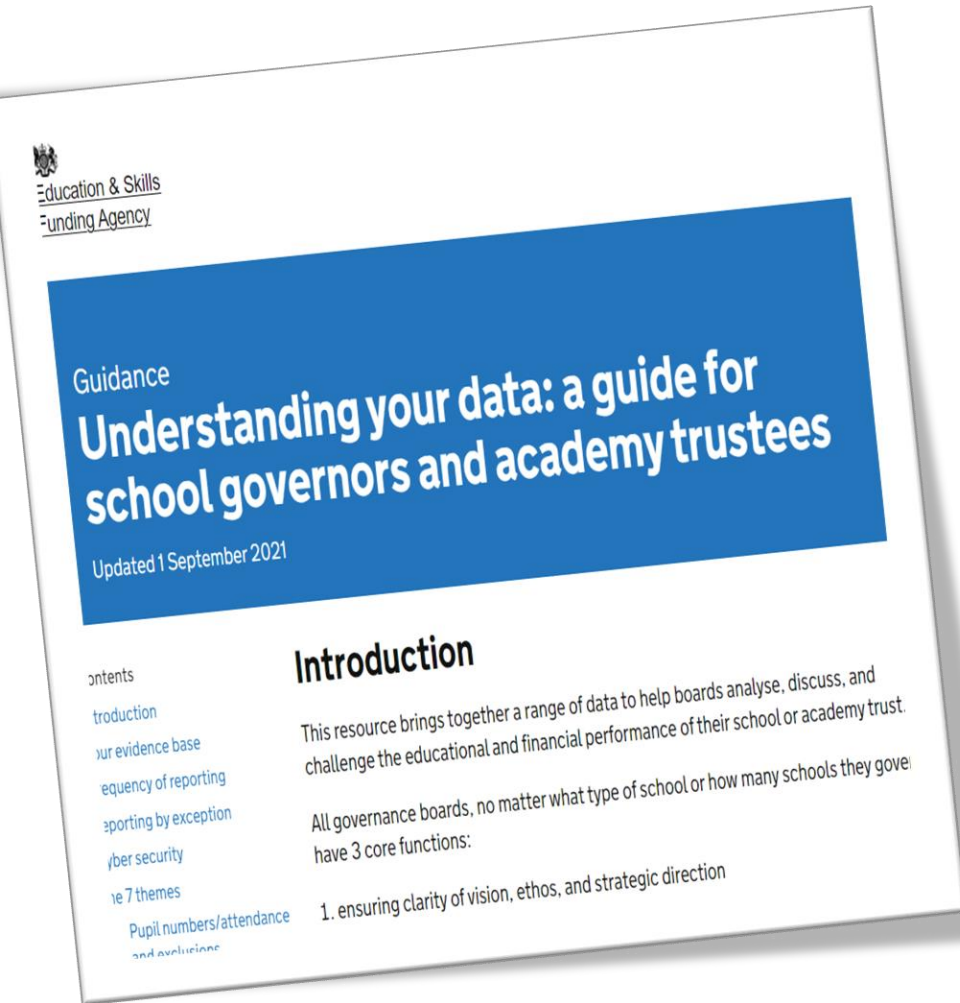 Education & Skills
Funding Agency
Guidance
Understanding your data: a guide for
school governors and academy trustees
Updated 1 September 2021
ontents
troduction
ur evidence base
equency of reporting
eporting by exception
yber security
e 7 themes
Pupil numbers/attendance
and exclusions
Introduction
This resource brings together a range of data to help boards analyse, discuss, and
challenge the educational and financial performance of their school or academy trust.
All governance boards, no matter what type of school or how many schools they gover
have 3 core functions:
1. ensuring clarity of vision, ethos, and strategic direction